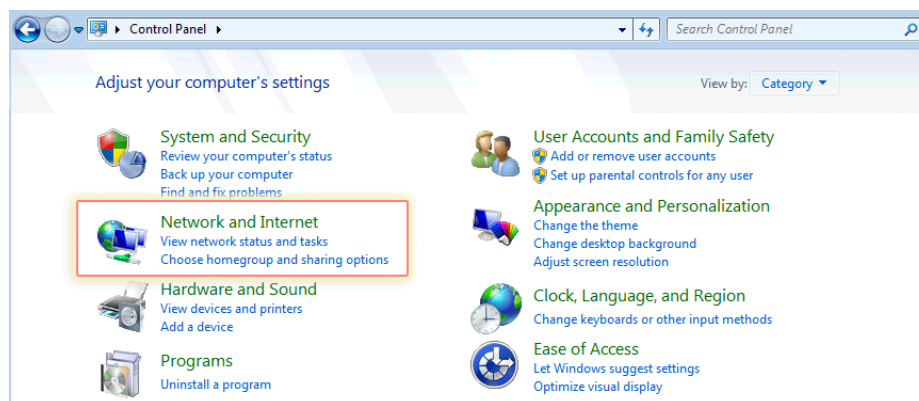 Control Panel
Search Control Panel
Adjust your computer's settings
View by: Category
System and Security
Review your computer's status
Back up your computer
Find and fix problems
Network and Internet
View network status and tasks
Choose homegroup and sharing options
Hardware and Sound
View devices and printers
Add a device
Programs
Uninstall a program
User Accounts and Family Safety
Add or remove user accounts
Set up parental controls for any user
Appearance and Personalization
Change the theme
Change desktop background
Adjust screen resolution
Clock, Language, and Region
Change keyboards or other input methods
Ease of Access
Let Windows suggest settings
Optimize visual display